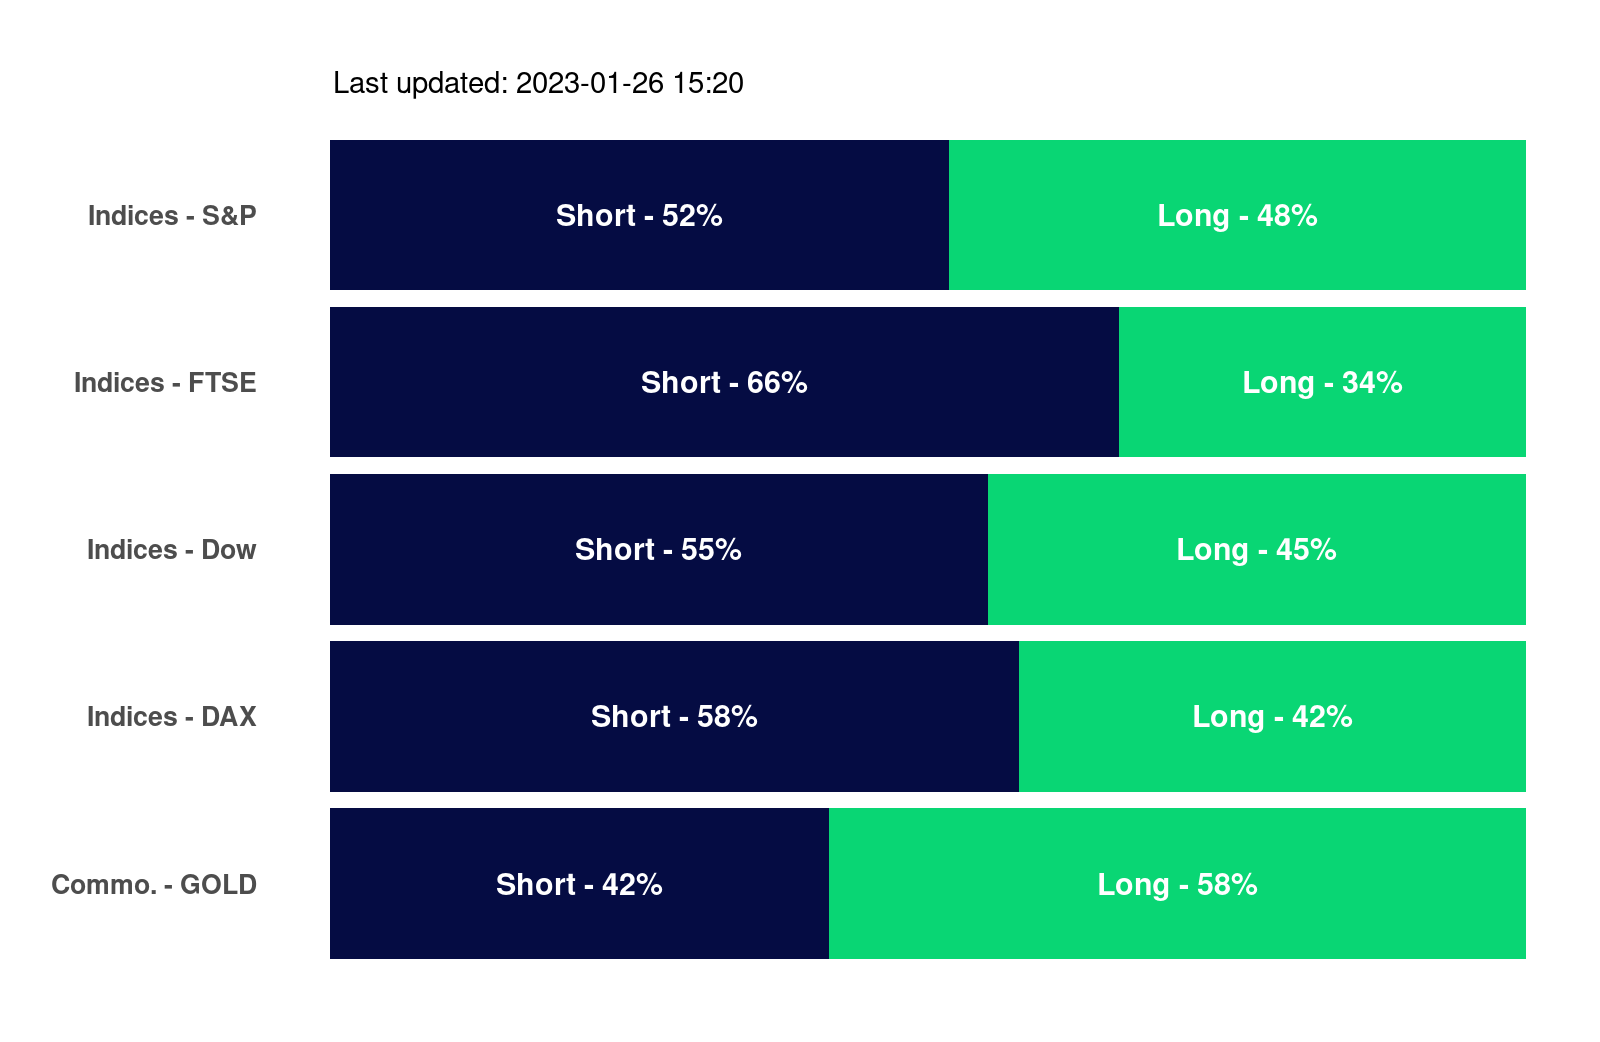 Last updated: 2023-01-26 15:20
Indices - S&P Short - 52% Long - 48%
Indices - FTSE Short - 66% Long - 34%
Indices - Dow Short - 55% Long - 45%
Indices - DAX Short - 58% Long - 42%
Commo. - GOLD Short - 42% Long - 58%